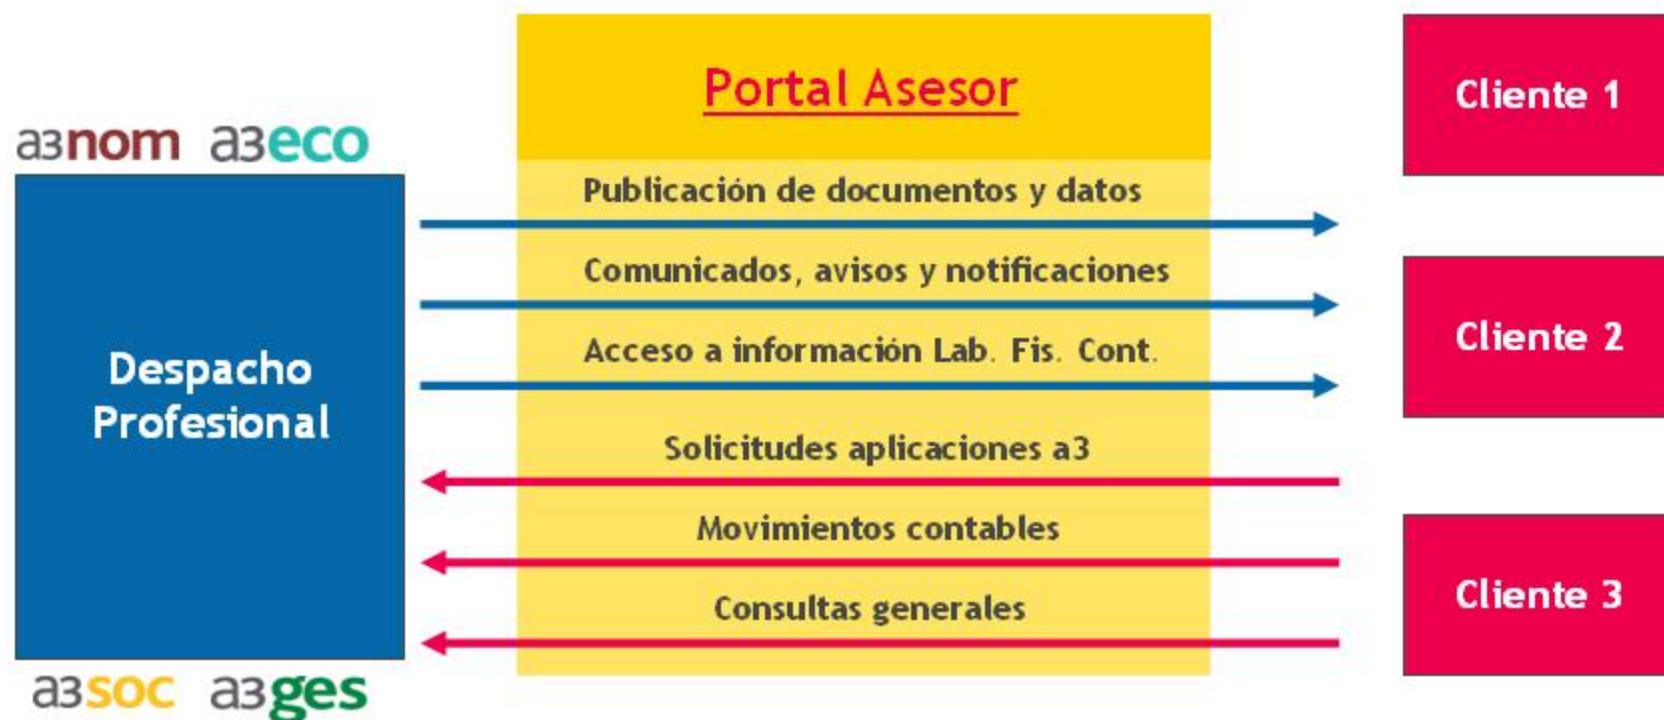 Portal Asesor
Cliente 1
a3nom a3eco
Publicación de documentos y datos
Comunicados, avisos y notificaciones
Acceso a información Lab. Fis. Cont.
Cliente 2
Despacho
Profesional
Solicitudes aplicaciones a3
Movimientos contables
Consultas generales
Cliente 3
a3soc a3ges